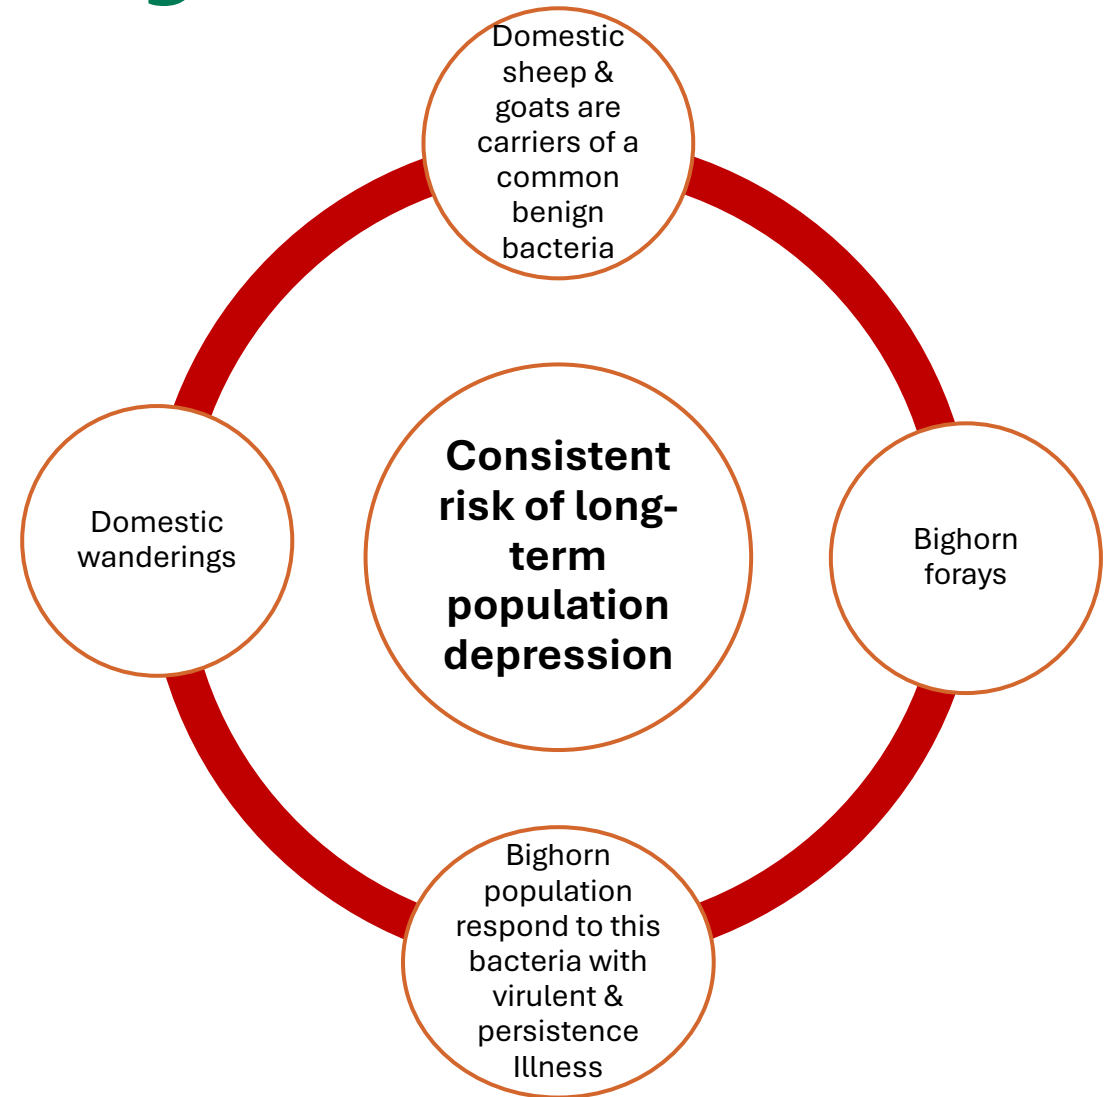 Domestic
sheep &
goats are
carriers of a
common
benign
bacteria
Consistent
risk of long-
term
population
depression
Domestic
wanderings
Bighorn
forays
Bighorn
population
respond to this
bacteria with
virulent &
persistence
Illness